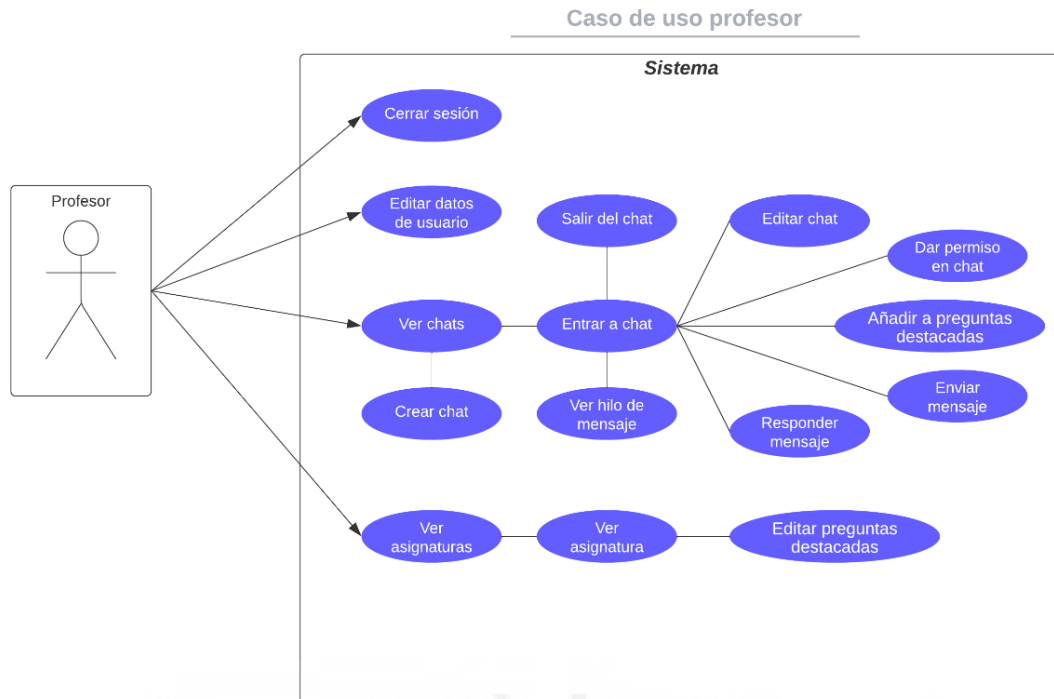 Caso de uso profesor
Sistema
Cerrar sesión
Profesor
Editar datos
de usuario
Salir del chat
Editar chat
Dar permiso
en chat
Ver chats
Entrar a chat
Añadir a preguntas
destacadas
Crear chat
Ver hilo de
mensaje
Enviar
mensaje
Responder
mensaje
Ver
asignaturas
Ver
asignatura
Editar preguntas
destacadas